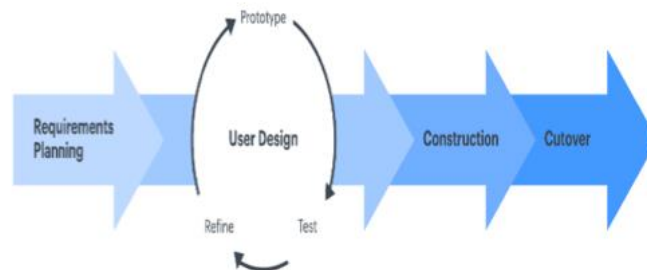 Prototype
Requirements
Planning
User Design
Construction
Cutover
Refine
Test